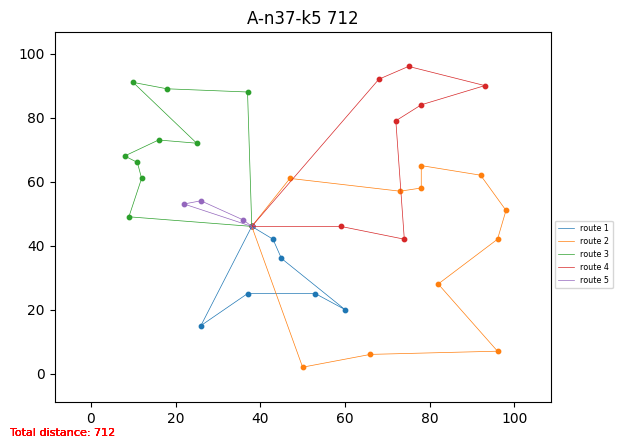 A-n37-k5 712
100
80
60
40
20
0
0 20 40 60 80 100
route 1
route 2
route 3
route 4
route 5
Total distance: 712